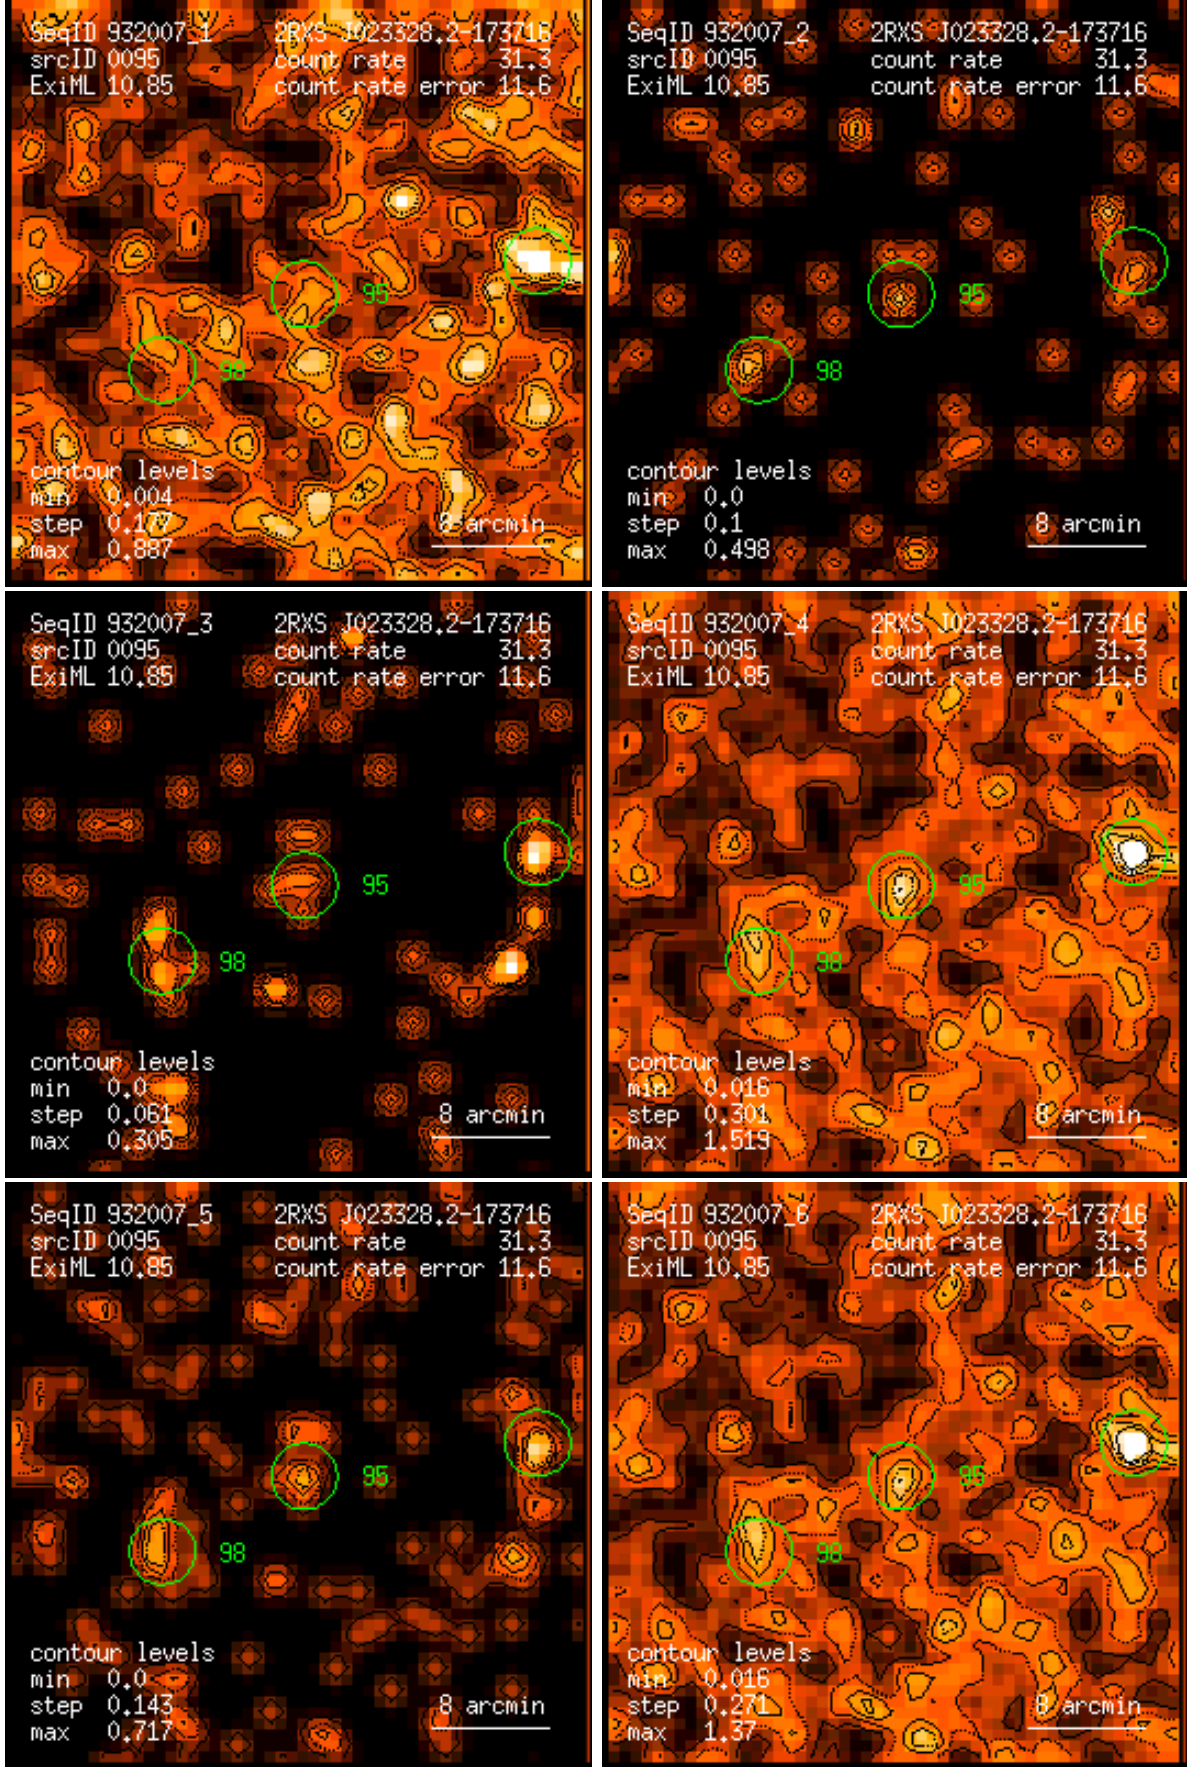 SeqID 932007_1 2RXS J023328.2-173716
srcID 0095 count rate 31.3
ExiML 10.85 count rate error 11.6
95
98
contour levels
min 0.004
step 0.177 8 arcmin
max 0.887
SeqID 932007_2 2RXS J023328.2-173716
srcID 0095 count rate 31.3
ExiML 10.85 count rate error 11.6
95
98
contour levels
min 0.0
step 0.1 8 arcmin
max 0.498
SeqID 932007_3 2RXS J023328.2-173716
srcID 0095 count rate 31.3
ExiML 10.85 count rate error 11.6
95
98
contour levels
min 0.0
step 0.061 8 arcmin
max 0.305
SeqID 932007_4 2RXS J023328.2-173716
srcID 0095 count rate 31.3
ExiML 10.85 count rate error 11.6
95
98
contour levels
min 0.016
step 0.301 8 arcmin
max 1.519
SeqID 932007_5 2RXS J023328.2-173716
srcID 0095 count rate 31.3
ExiML 10.85 count rate error 11.6
95
98
contour levels
min 0.0
step 0.143 8 arcmin
max 0.717
SeqID 932007_6 2RXS J023328.2-173716
srcID 0095 count rate 31.3
ExiML 10.85 count rate error 11.6
95
98
contour levels
min 0.016
step 0.271 8 arcmin
max 1.37